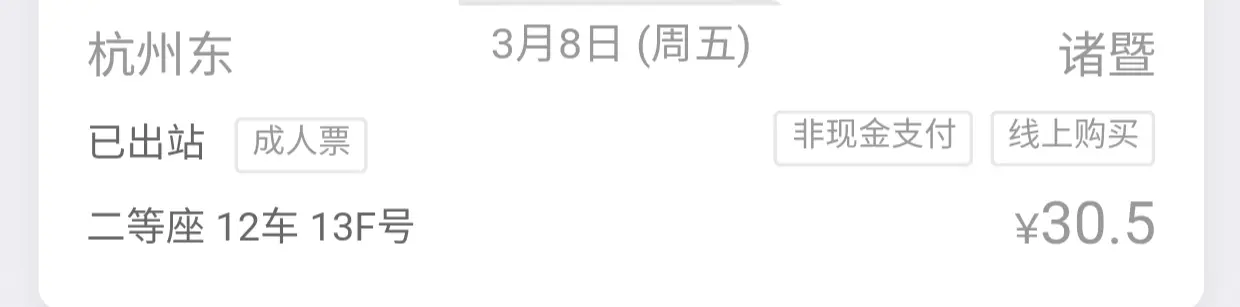 杭州东 3月8日 (周五) 诸暨
已出站 成人票 非现金支付 线上购买
二等座 12车 13F号 ¥30.5